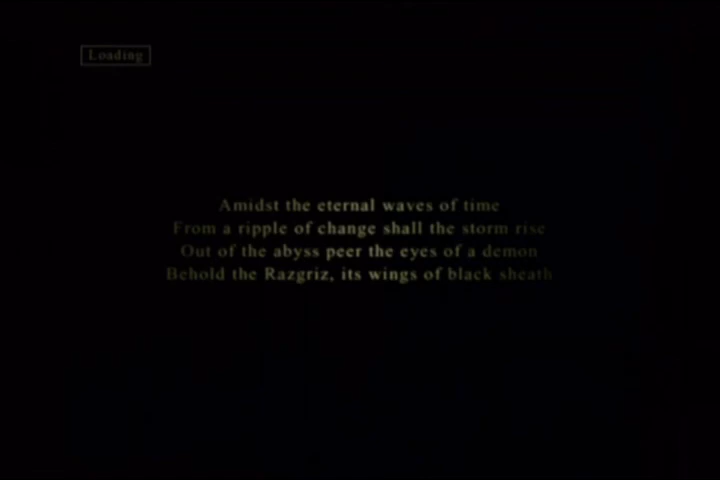 Loading
Amidst the eternal waves of time
From a ripple of change shall the storm rise
Out of the abyss peer the eyes of a demon
Behold the Razgriz, its wings of black sheath